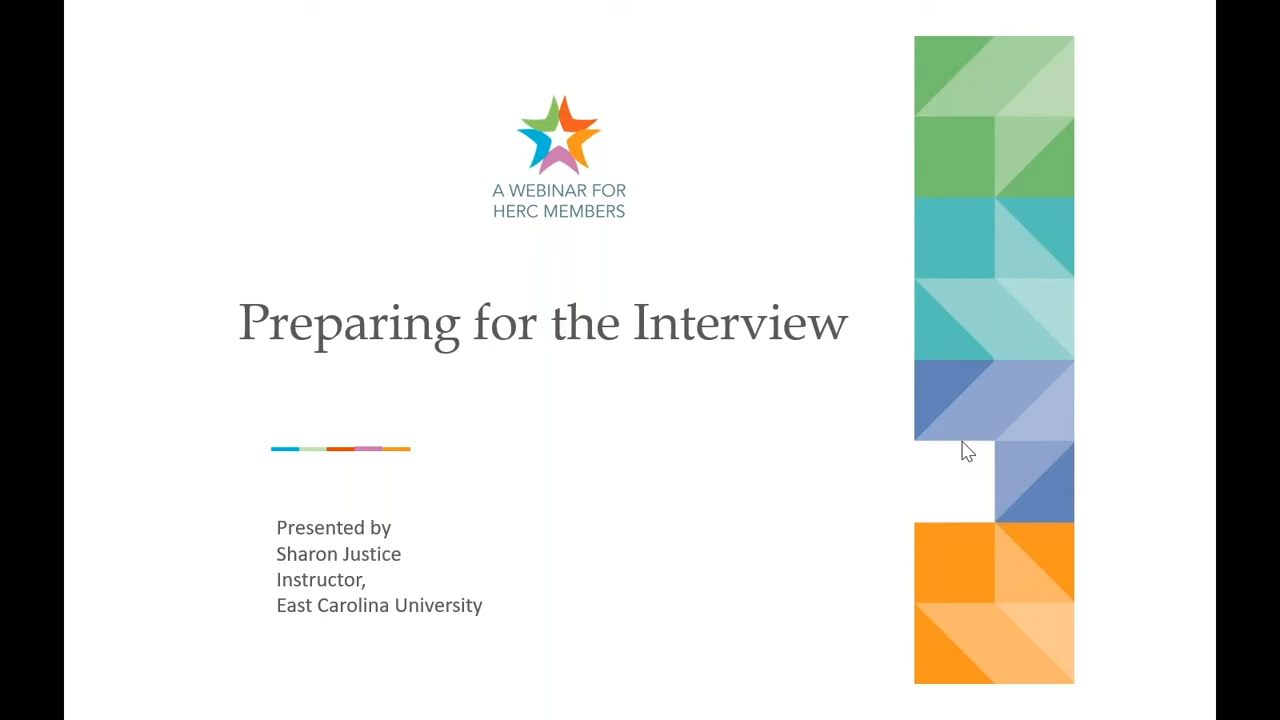 A WEBINAR FOR
HERC MEMBERS
Preparing for the Interview
Presented by
Sharon Justice
Instructor,
East Carolina University